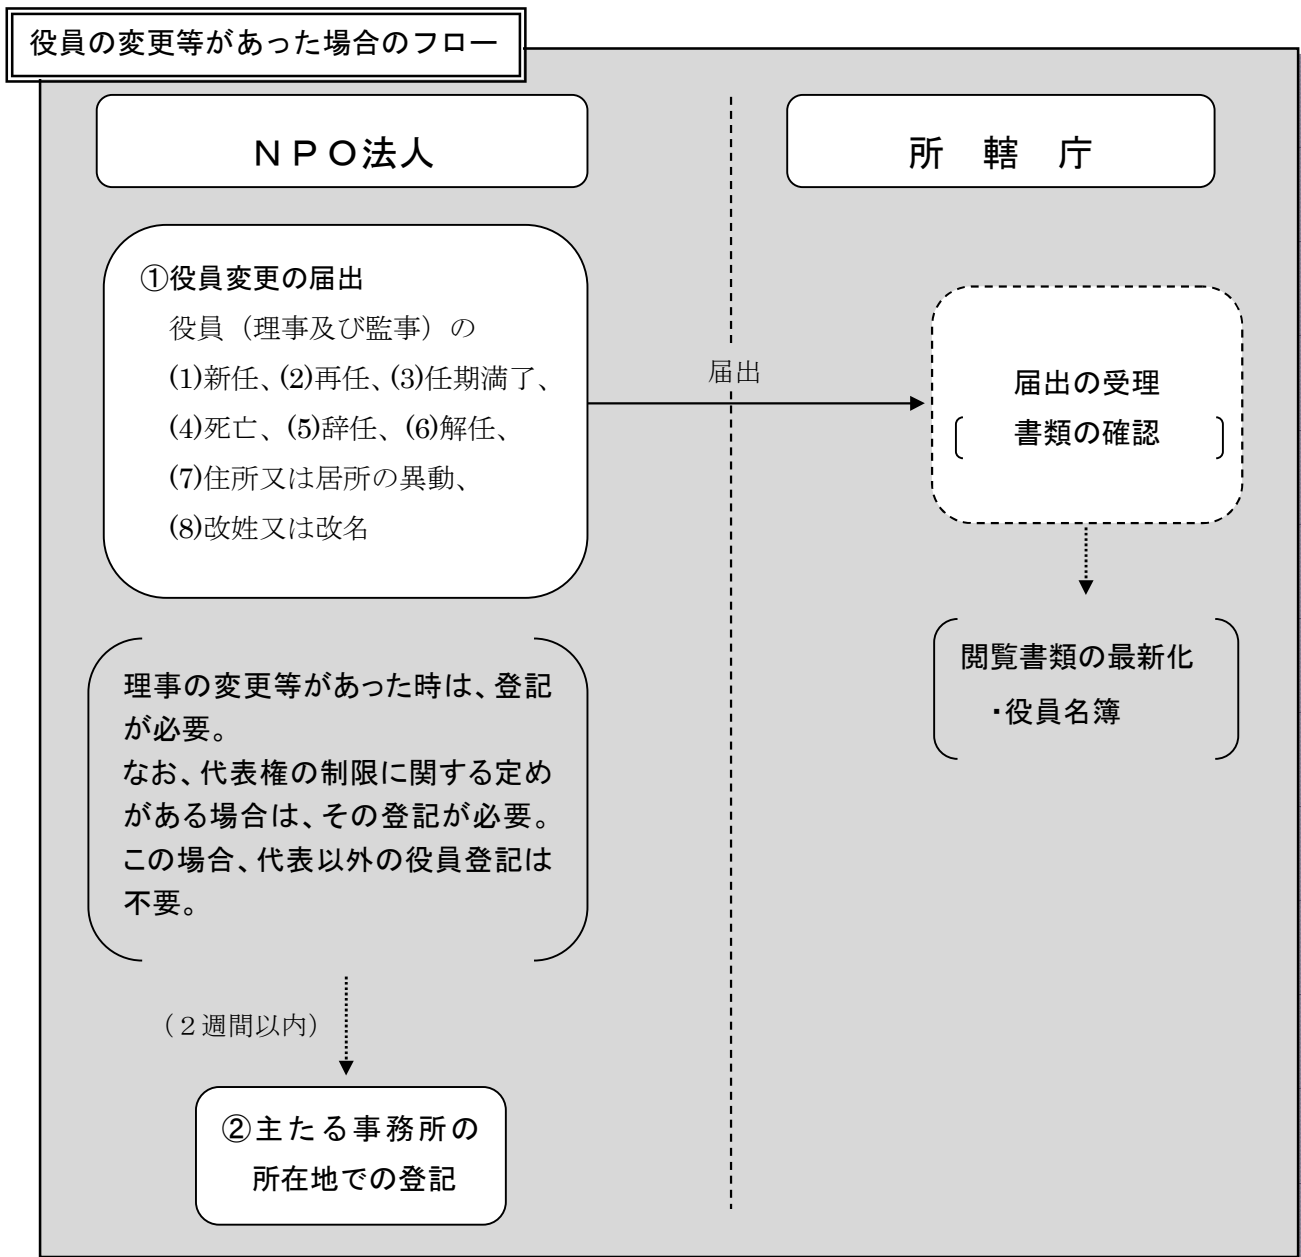 役員の変更等があった場合のフロー
ＮＰＯ法人
所　轄　庁
①役員変更の届出
役員（理事及び監事）の
(1)新任、(2)再任、(3)任期満了、
(4)死亡、(5)辞任、(6)解任、
(7)住所又は居所の異動、
(8)改姓又は改名
届出
届出の受理
書類の確認
閲覧書類の最新化
・役員名簿
理事の変更等があった時は、登記
が必要。
なお、代表権の制限に関する定め
がある場合は、その登記が必要。
この場合、代表以外の役員登記は
不要。
（２週間以内）
②主たる事務所の
所在地での登記